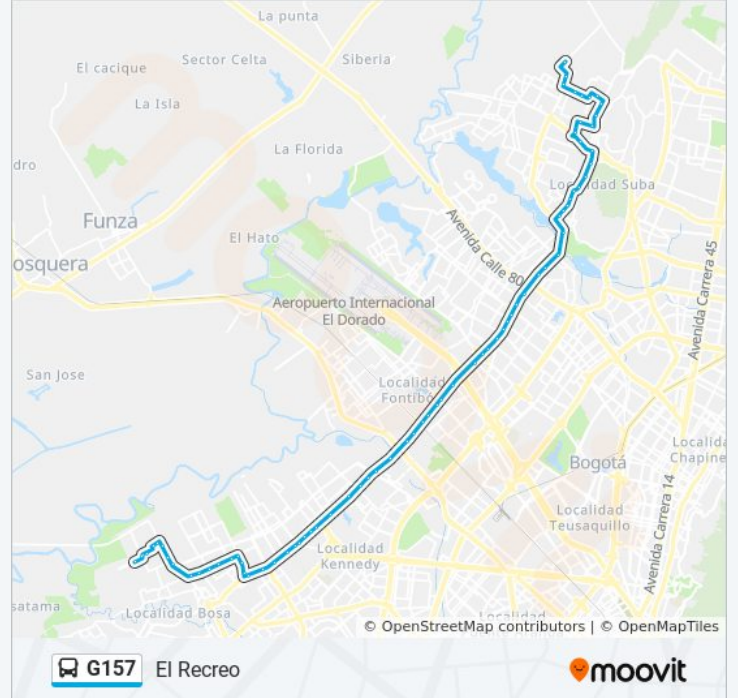 La punta
Sector Celta
Siberia
El cacique
La Isla
La Florida
dro
Localidad Suba
Funza
Avenida Calle 80
El Hato
osquera
Avenida Carrera 45
Aeropuerto Internacional
El Dorado
San Jose
Localidad
Fontibó
Localida
Chapine
Bogotá
Avenida Carrera 14
Localidad
Teusaquillo
Localidad
Kennedy
satama
Localidad Bosa
Localidad
© OpenStreetMap contributors | © OpenMapTiles
G157 El Recreo
moovit